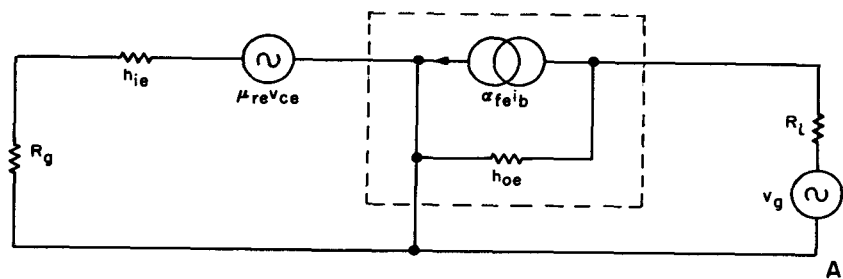 h_ie
μ_re v_ce
α_fe i_b
R_g
h_oe
R_l
v_g
A